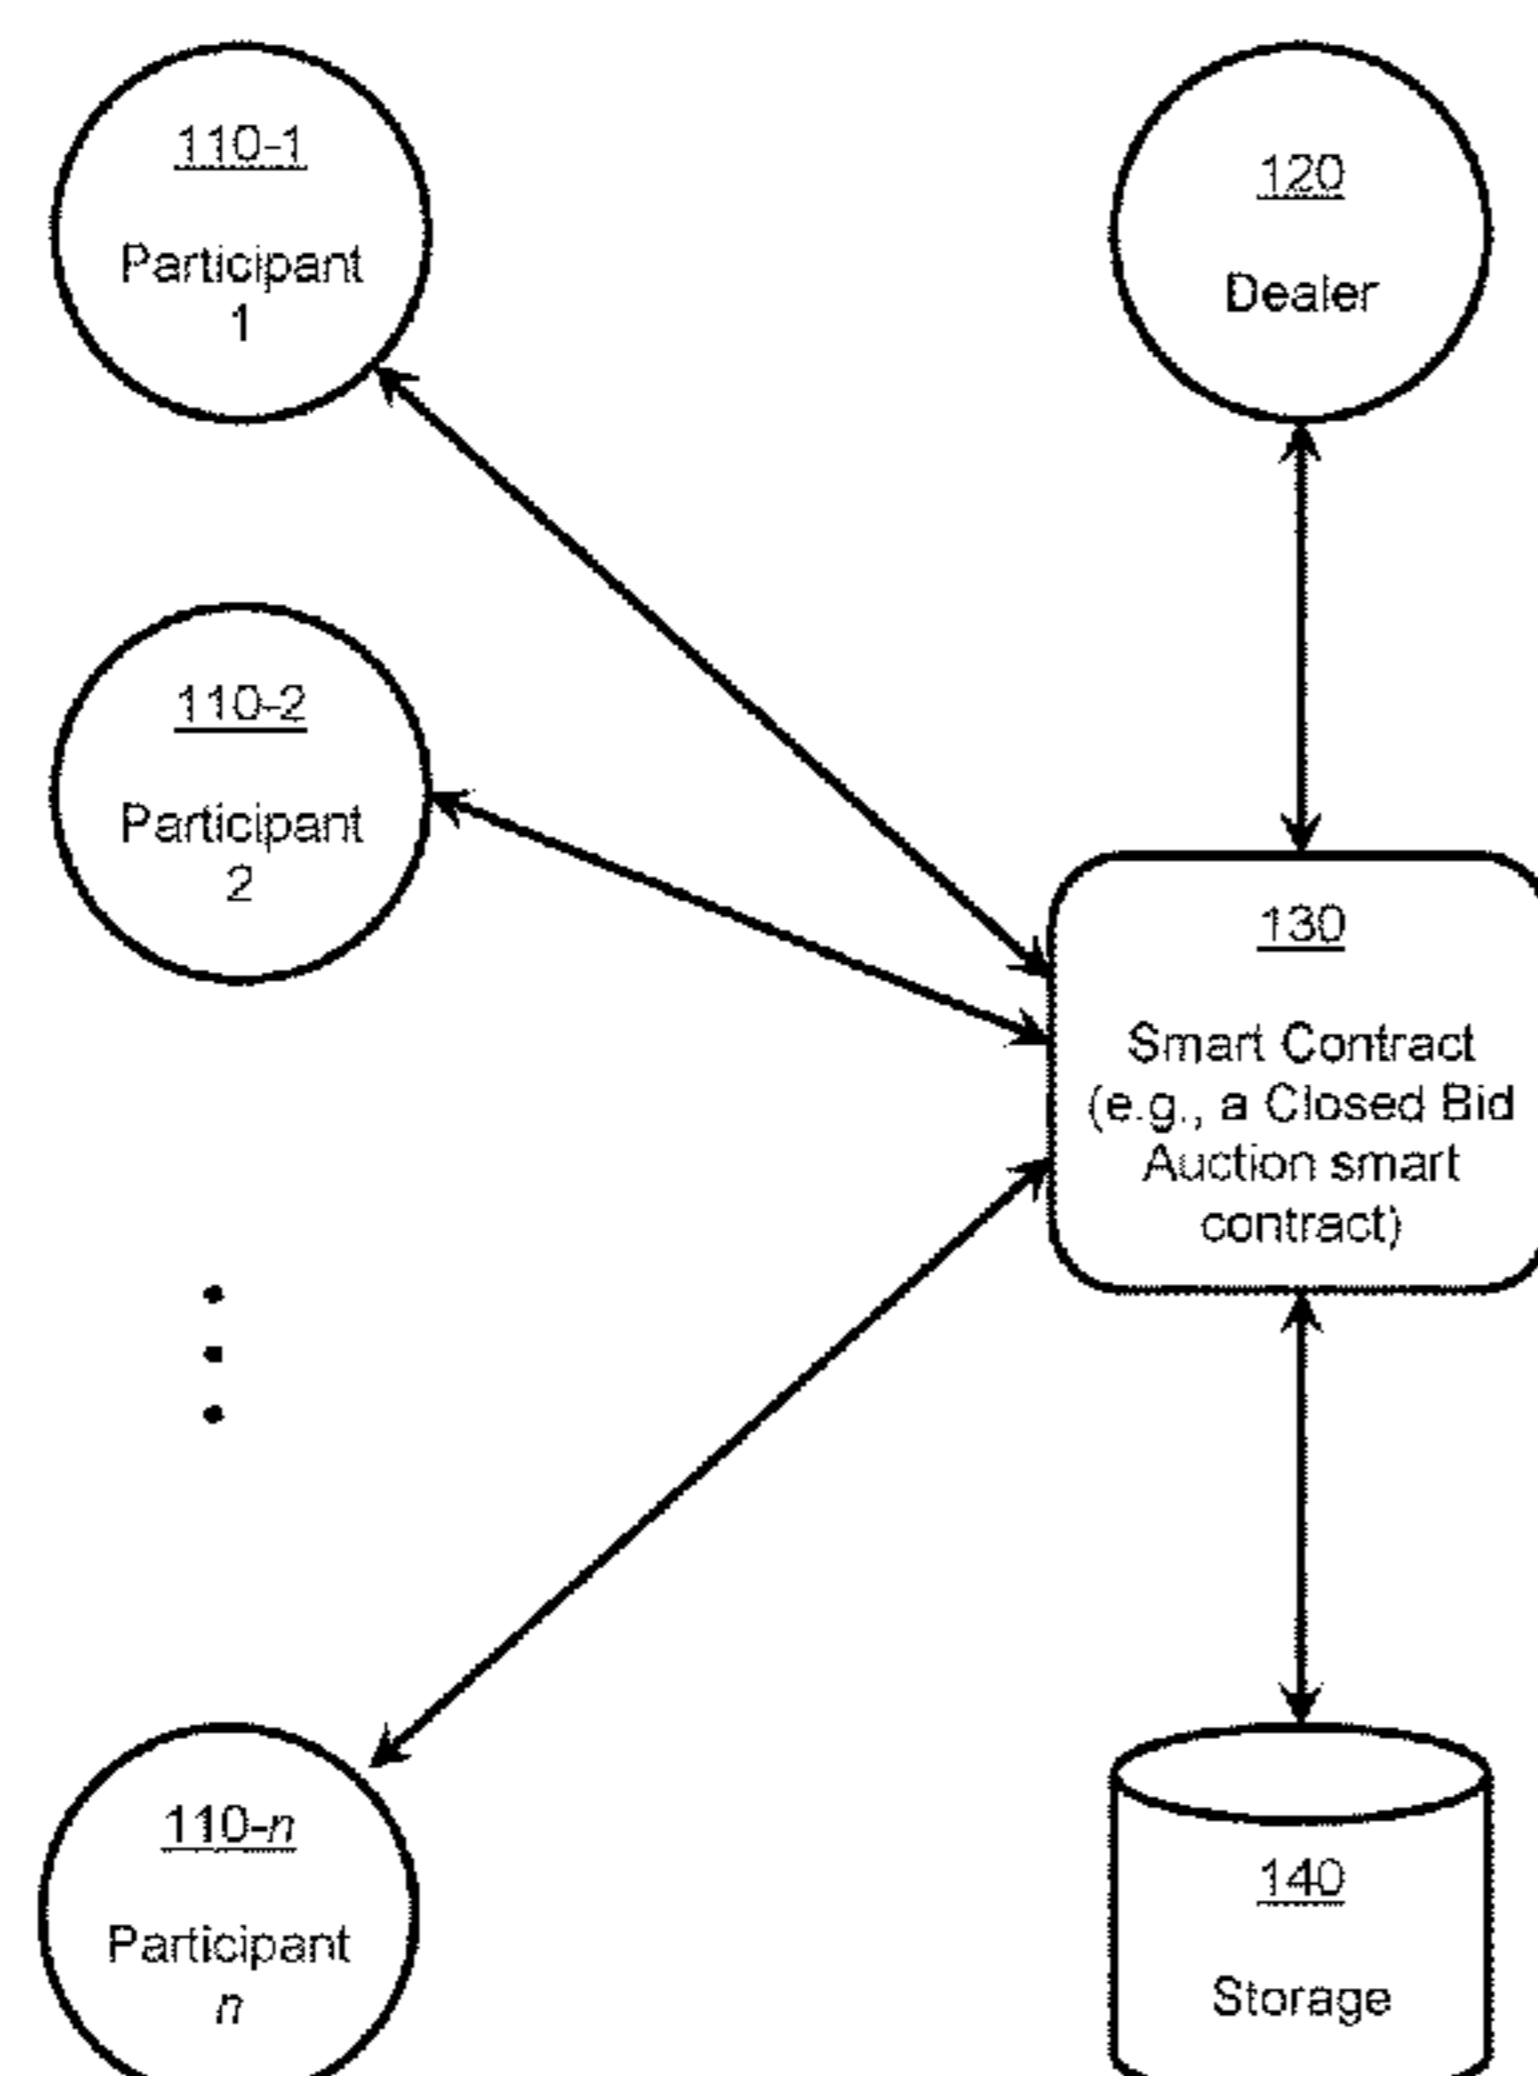 110-1
Participant
1
120
Dealer
110-2
Participant
2
130
Smart Contract
(e.g., a Closed Bid
Auction smart
contract)
110-n
Participant
n
140
Storage